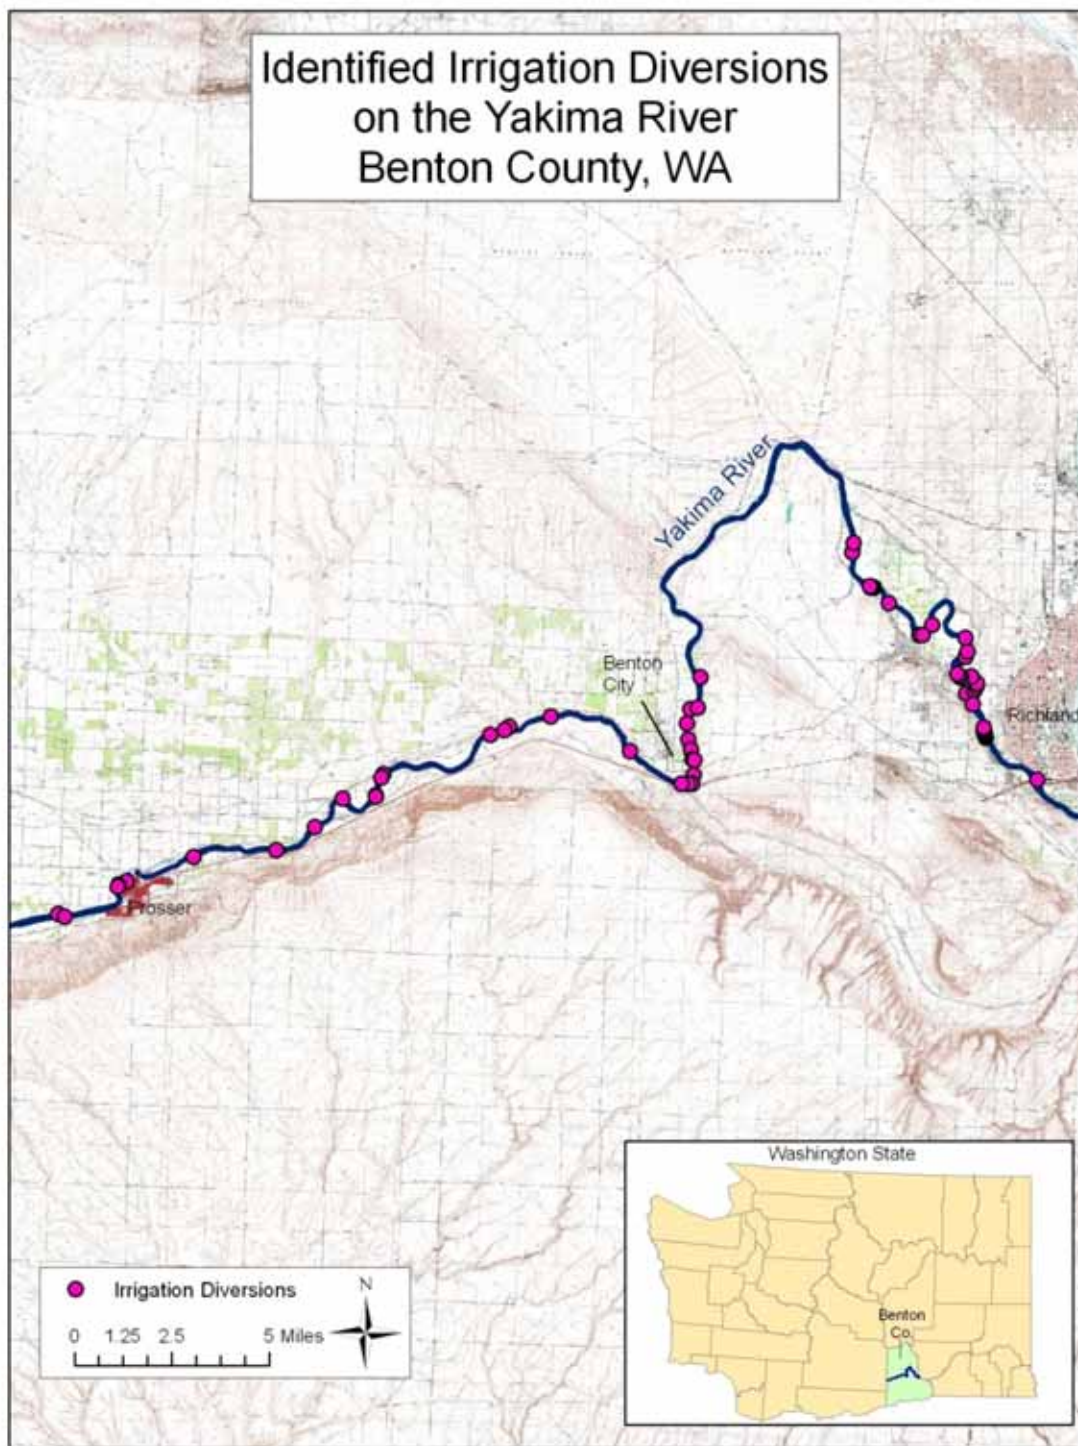 Identified Irrigation Diversions
on the Yakima River
Benton County, WA
Yakima River
Benton
City
Richland
Prosser
Washington State
Benton
Co.
Irrigation Diversions
N
0 1.25 2.5 5 Miles